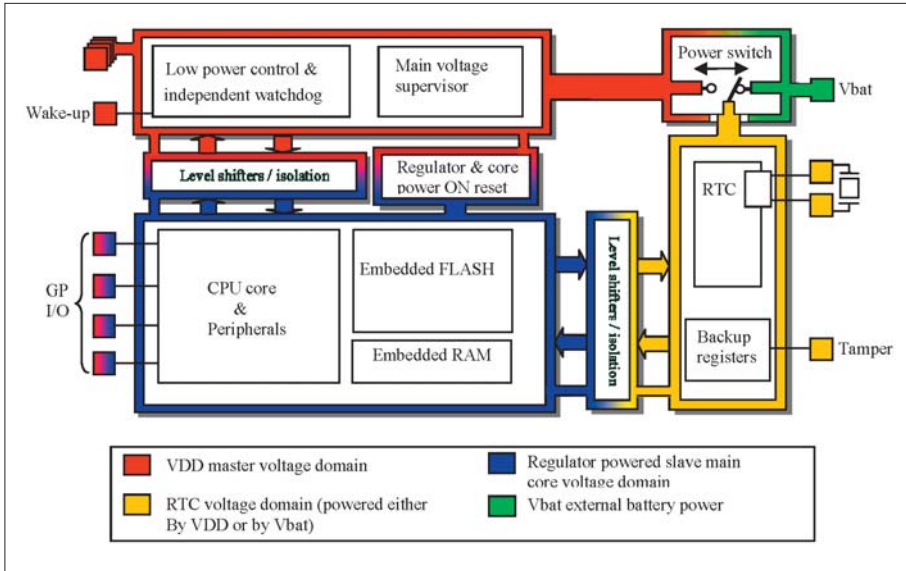 Power switch
Low power control &
independent watchdog
Main voltage
supervisor
Vbat
Wake-up
Level shifters / isolation
Regulator & core
power ON reset
RTC
GP
I/O
CPU core
&
Peripherals
Embedded FLASH
Embedded RAM
Level shifters / isolation
Backup
registers
Tamper
VDD master voltage domain
RTC voltage domain (powered either
By VDD or by Vbat)
Regulator powered slave main
core voltage domain
Vbat external battery power